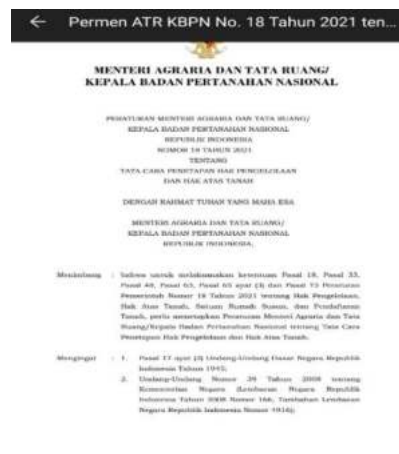 ← Permen ATR KBPN No. 18 Tahun 2021 ten...
MENTERI AGRARIA DAN TATA RUANG/
KEPALA BADAN PERTANAHAN NASIONAL
PERATURAN MENTERI AGRARIA DAN TATA RUANG/
KEPALA BADAN PERTANAHAN NASIONAL
REPUBLIK INDONESIA
NOMOR 18 TAHUN 2021
TENTANG
TATA CARA PENETAPAN HAK PENGELOLAAN
DAN HAK ATAS TANAH
DENGAN RAHMAT TUHAN YANG MAHA ESA
MENTERI AGRARIA DAN TATA RUANG/
KEPALA BADAN PERTANAHAN NASIONAL
REPUBLIK INDONESIA,
Menimbang : bahwa untuk melaksanakan ketentuan Pasal 18, Pasal 33,
Pasal 48, Pasal 63, Pasal 65 ayat (3) dan Pasal 73 Peraturan
Pemerintah Nomor 18 Tahun 2021 tentang Hak Pengelolaan,
Hak Atas Tanah, Satuan Rumah Susun, dan Pendaftaran
Tanah, perlu menetapkan Peraturan Menteri Agraria dan Tata
Ruang/Kepala Badan Pertanahan Nasional tentang Tata Cara
Penetapan Hak Pengelolaan dan Hak Atas Tanah.
Mengingat : 1. Pasal 17 ayat (3) Undang-Undang Dasar Negara Republik
Indonesia Tahun 1945;
2. Undang-Undang Nomor 39 Tahun 2008 tentang
Kementerian Negara (Lembaran Negara Republik
Indonesia Tahun 2008 Nomor 166, Tambahan Lembaran
Negara Republik Indonesia Nomor 4916);